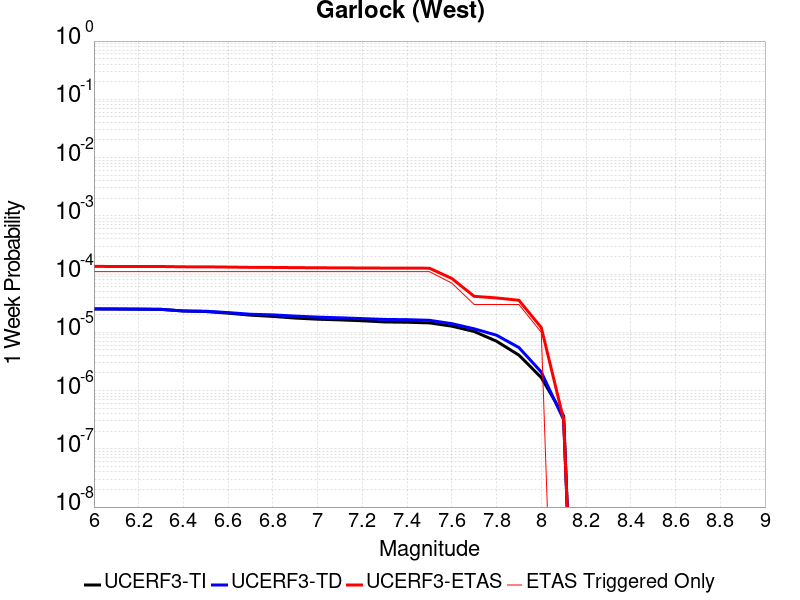 Garlock (West)
10^0
10^-1
10^-2
10^-3
10^-4
10^-5
10^-6
10^-7
10^-8
1 Week Probability
6 6.2 6.4 6.6 6.8 7 7.2 7.4 7.6 7.8 8 8.2 8.4 8.6 8.8 9
Magnitude
UCERF3-TI UCERF3-TD UCERF3-ETAS ETAS Triggered Only